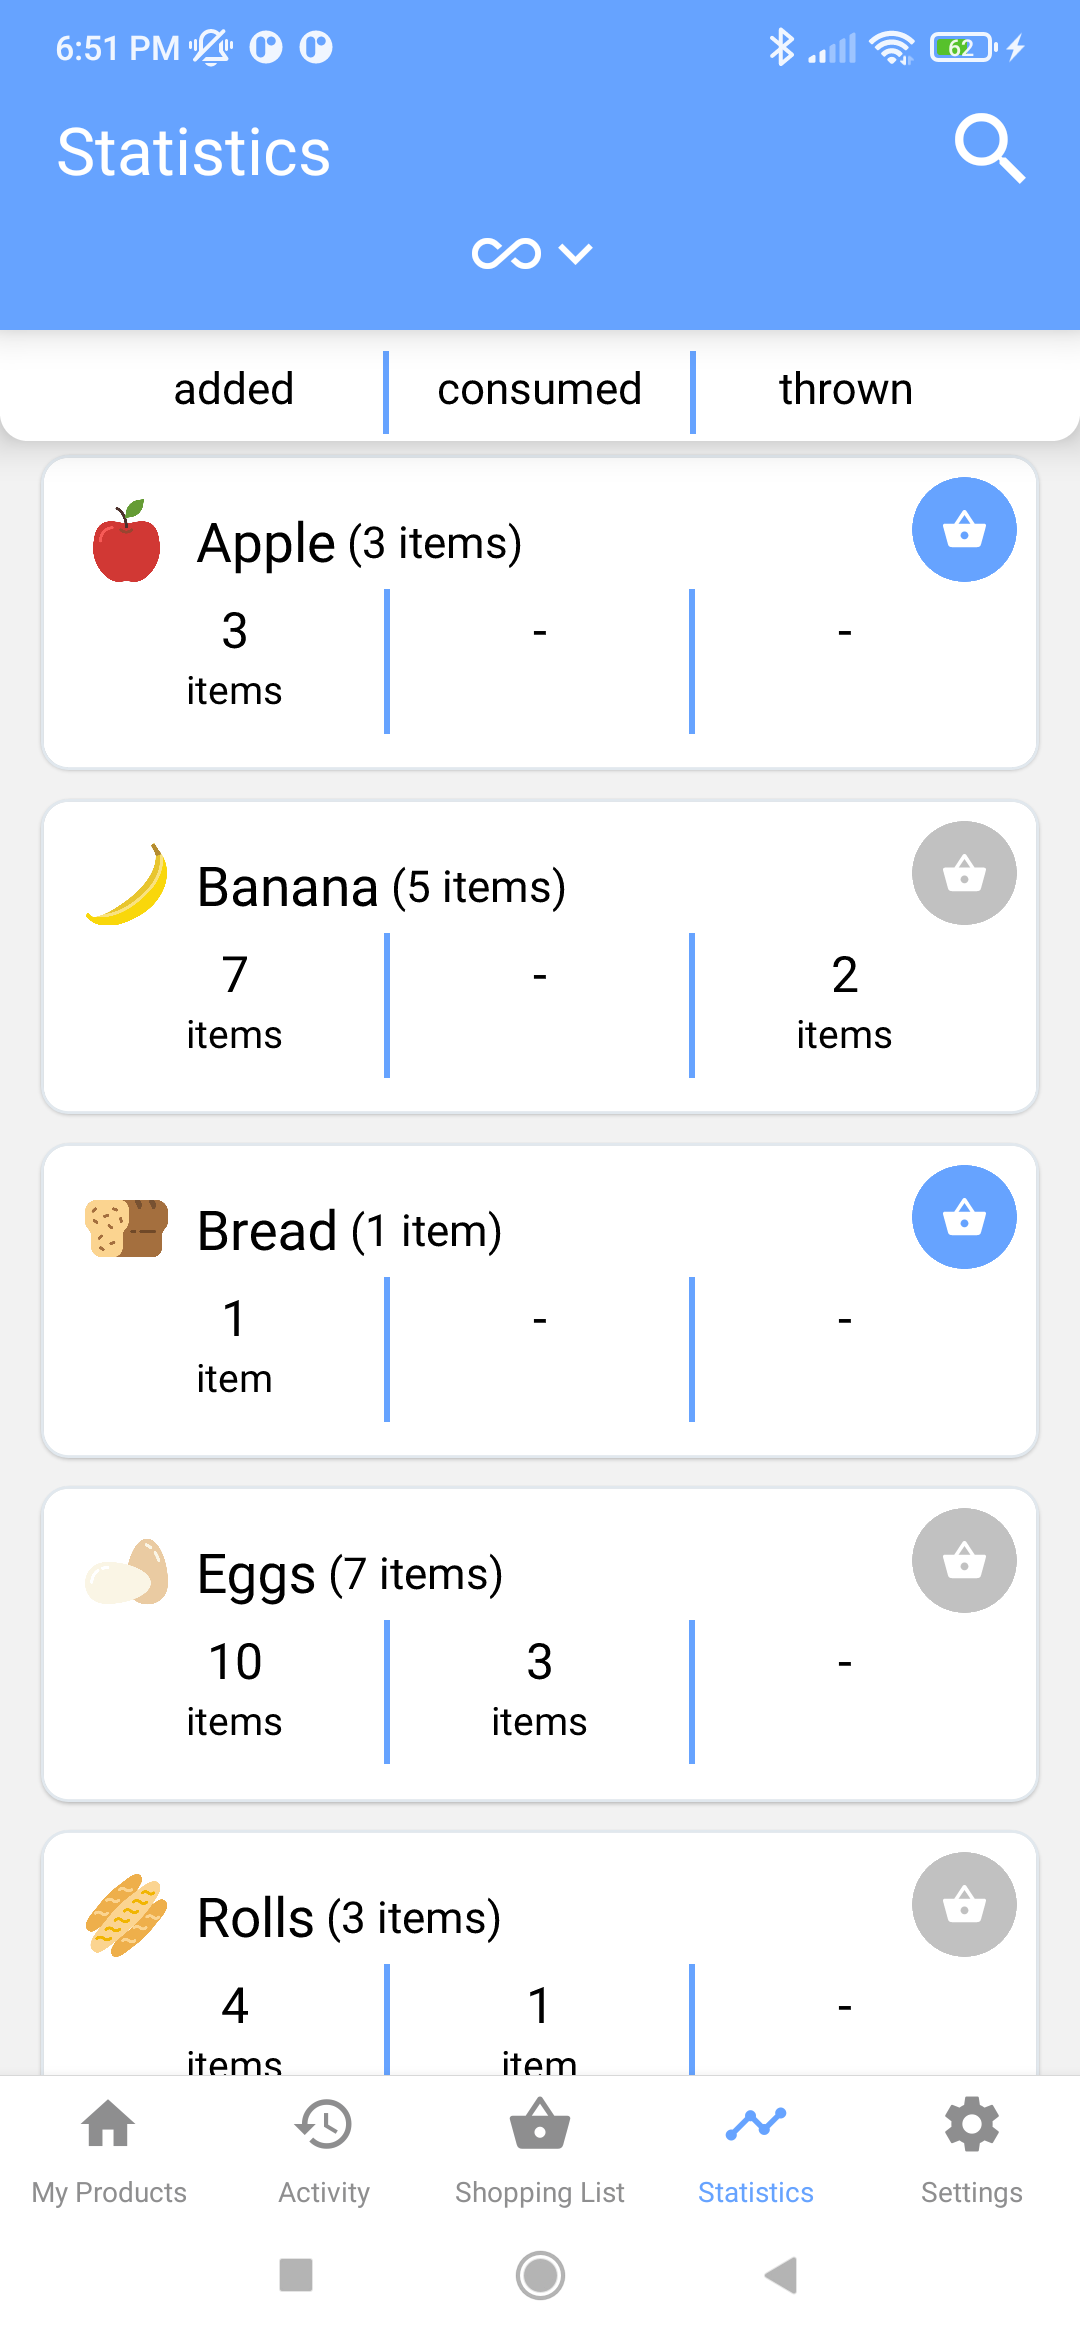 6:51 PM 62
Statistics
added consumed thrown
Apple (3 items)
3 - -
items
Banana (5 items)
7 - 2
items items
Bread (1 item)
1 - -
item
Eggs (7 items)
10 3 -
items items
Rolls (3 items)
4 1 -
items item
My Products Activity Shopping List Statistics Settings